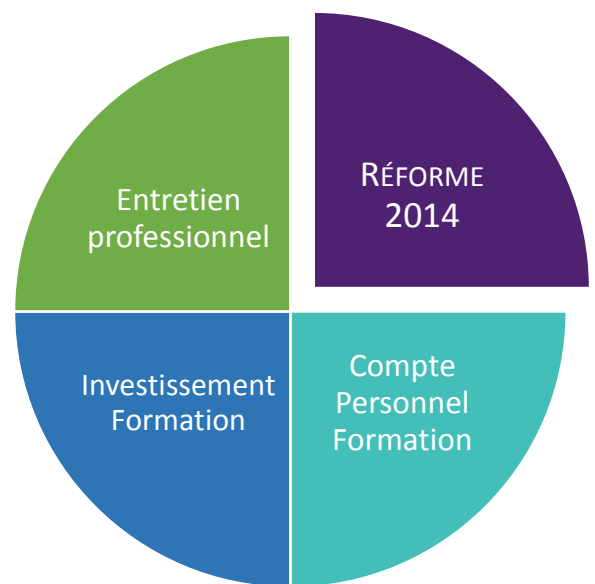 RÉFORME
2014
Entretien
professionnel
Investissement
Formation
Compte
Personnel
Formation